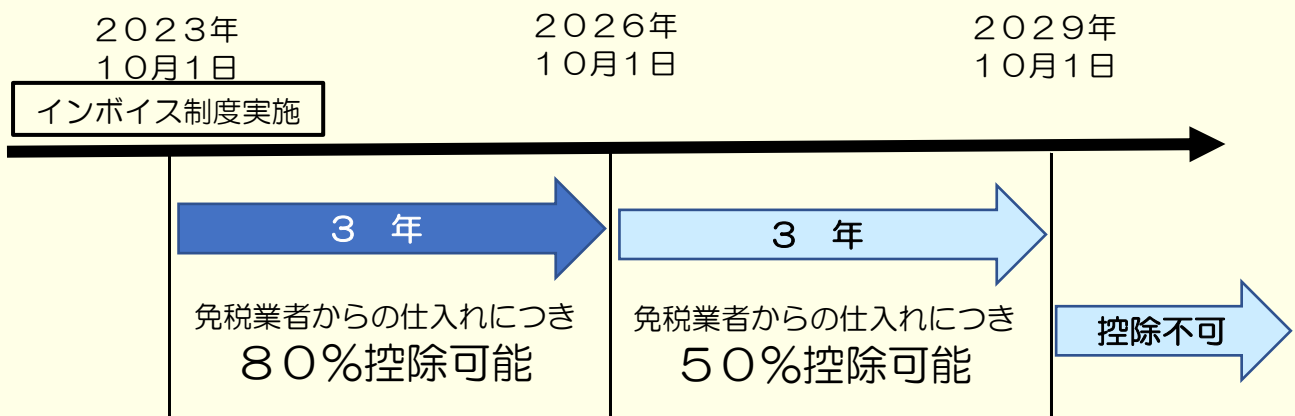 ２０２３年
１０月１日
２０２６年
１０月１日
２０２９年
１０月１日
インボイス制度実施
３　年
３　年
免税業者からの仕入れにつき
８０％控除可能
免税業者からの仕入れにつき
５０％控除可能
控除不可